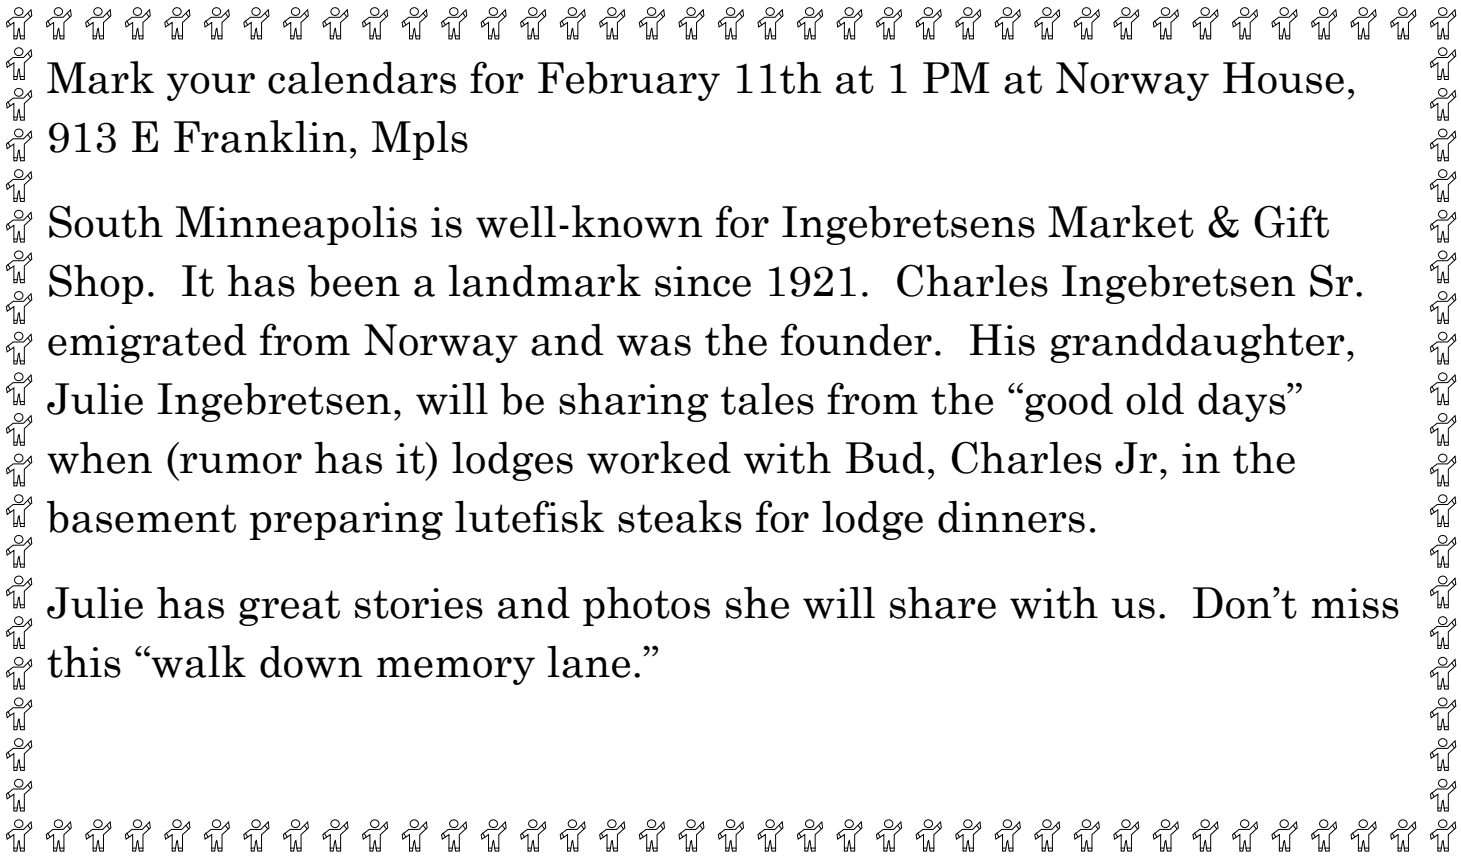 Mark your calendars for February 11th at 1 PM at Norway House,
913 E Franklin, Mpls
South Minneapolis is well-known for Ingebretsens Market & Gift
Shop.  It has been a landmark since 1921.  Charles Ingebretsen Sr.
emigrated from Norway and was the founder.  His granddaughter,
Julie Ingebretsen, will be sharing tales from the “good old days”
when (rumor has it) lodges worked with Bud, Charles Jr, in the
basement preparing lutefisk steaks for lodge dinners.
Julie has great stories and photos she will share with us.  Don’t miss
this “walk down memory lane.”